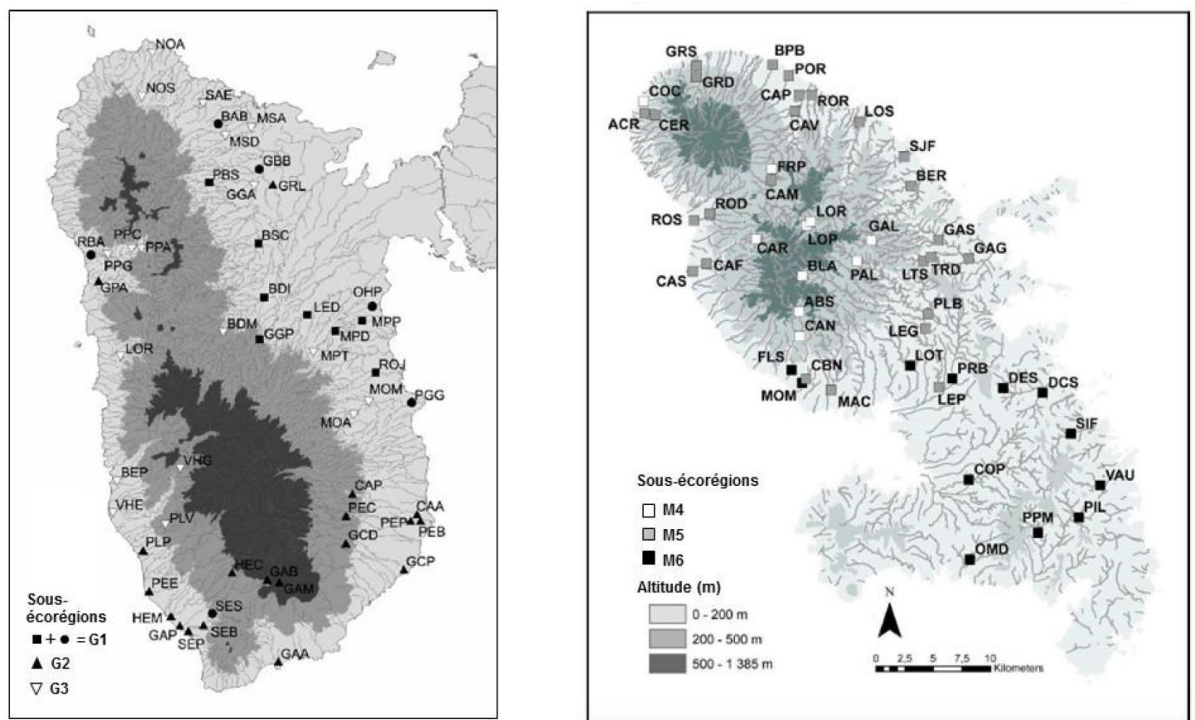 NOA
NOS
SAE
BAB
MSA
MSD
GBB
PBS
GGA
GRL
BSC
RBA
PPC
PPA
PPG
GPA
BDI
LED
OHP
MPP
BDM
GGP
MPD
MPT
LOR
ROJ
MOM
PGG
MOA
BEP
VHG
CAP
VHE
PEC
CAA
PLV
PEP
PEB
PLP
GCD
HEC
GAB
GCP
PEE
GAM
SES
HEM
GAP
SEB
SEP
GAA
Sous-
écorégions
+ = G1
G2
G3
GRS
BPB
GRD
POR
COC
CAP
ROR
ACR
CER
CAV
LOS
SJF
FRP
CAM
BER
ROD
LOR
ROS
GAL
GAS
CAR
LOP
GAG
CAF
BLA
PAL
LTS
TRD
CAS
ABS
PLB
CAN
LEG
FLS
CBN
LOT
PRB
DES
DCS
MOM
MAC
LEP
SIF
COP
VAU
PIL
PPM
OMD
Sous-écorégions
M4
M5
M6
Altitude (m)
0 - 200 m
200 - 500 m
500 - 1 385 m
N
0 2,5 5 7,5 10
Kilometers